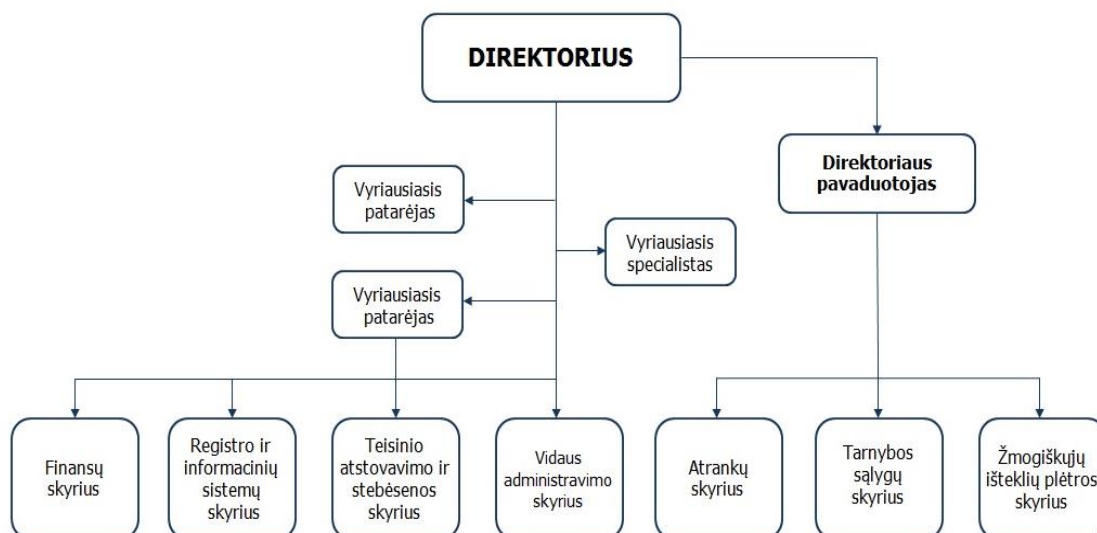 DIREKTORIUS
Direktoriaus
pavaduotojas
Vyriausiasis
patarėjas
Vyriausiasis
specialistas
Vyriausiasis
patarėjas
Finansų
skyrius
Registro ir
informacinių
sistemų
skyrius
Teisinio
atstovavimo ir
stebėsenos
skyrius
Vidaus
administravimo
skyrius
Atrankų
skyrius
Tarnybos
sąlygų
skyrius
Žmogiškųjų
išteklių plėtros
skyrius